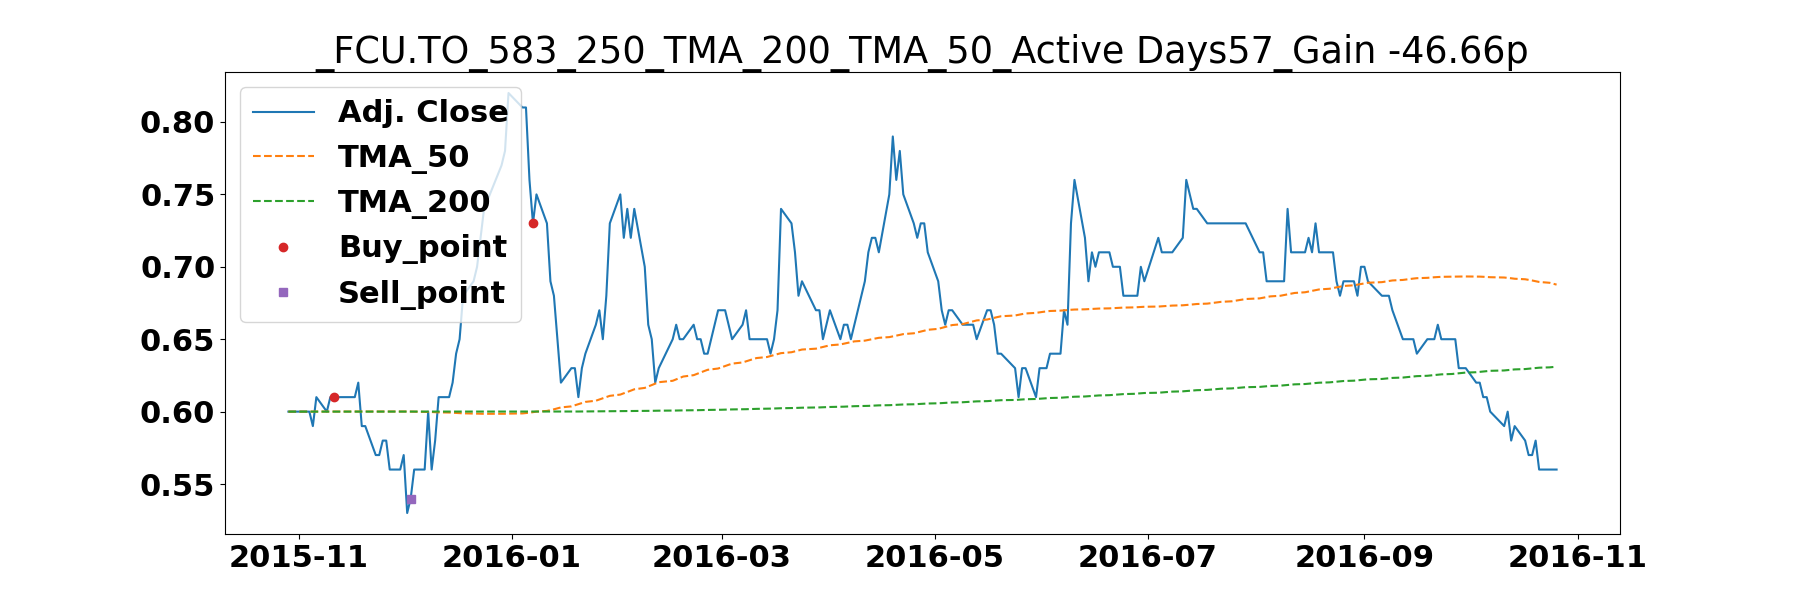 _FCU.TO_583_250_TMA_200_TMA_50_Active Days57_Gain -46.66p
Adj. Close
TMA_50
TMA_200
Buy_point
Sell_point
0.80
0.75
0.70
0.65
0.60
0.55
2015-11 2016-01 2016-03 2016-05 2016-07 2016-09 2016-11